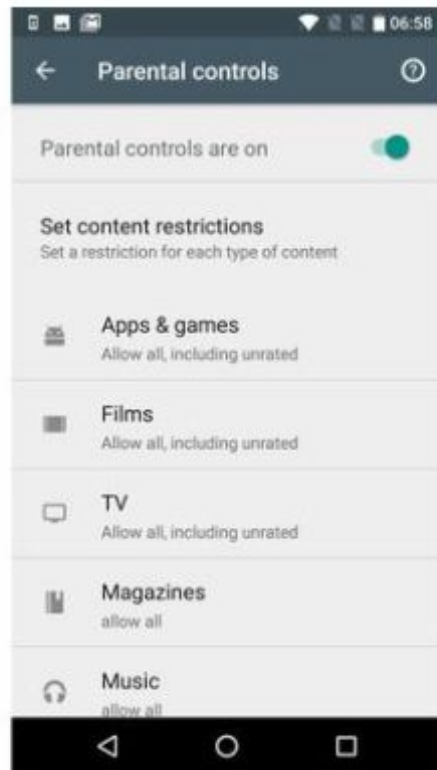 06:58
Parental controls
Parental controls are on
Set content restrictions
Set a restriction for each type of content
Apps & games
Allow all, including unrated
Films
Allow all, including unrated
TV
Allow all, including unrated
Magazines
allow all
Music
allow all